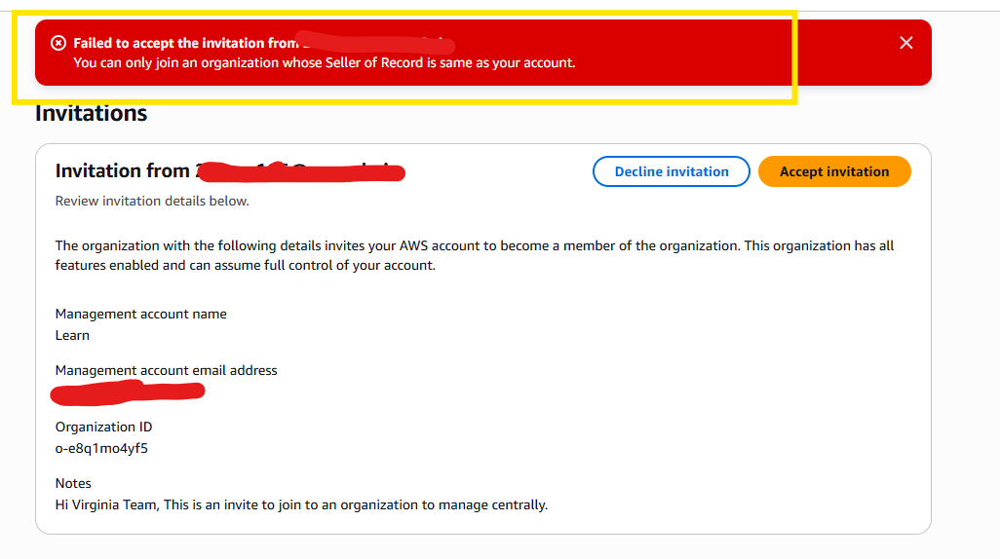 Failed to accept the invitation from
You can only join an organization whose Seller of Record is same as your account.
Invitations
Invitation from
Decline invitation
Accept invitation
Review invitation details below.
The organization with the following details invites your AWS account to become a member of the organization. This organization has all
features enabled and can assume full control of your account.
Management account name
Learn
Management account email address
Organization ID
o-e8q1mo4yf5
Notes
Hi Virginia Team, This is an invite to join to an organization to manage centrally.